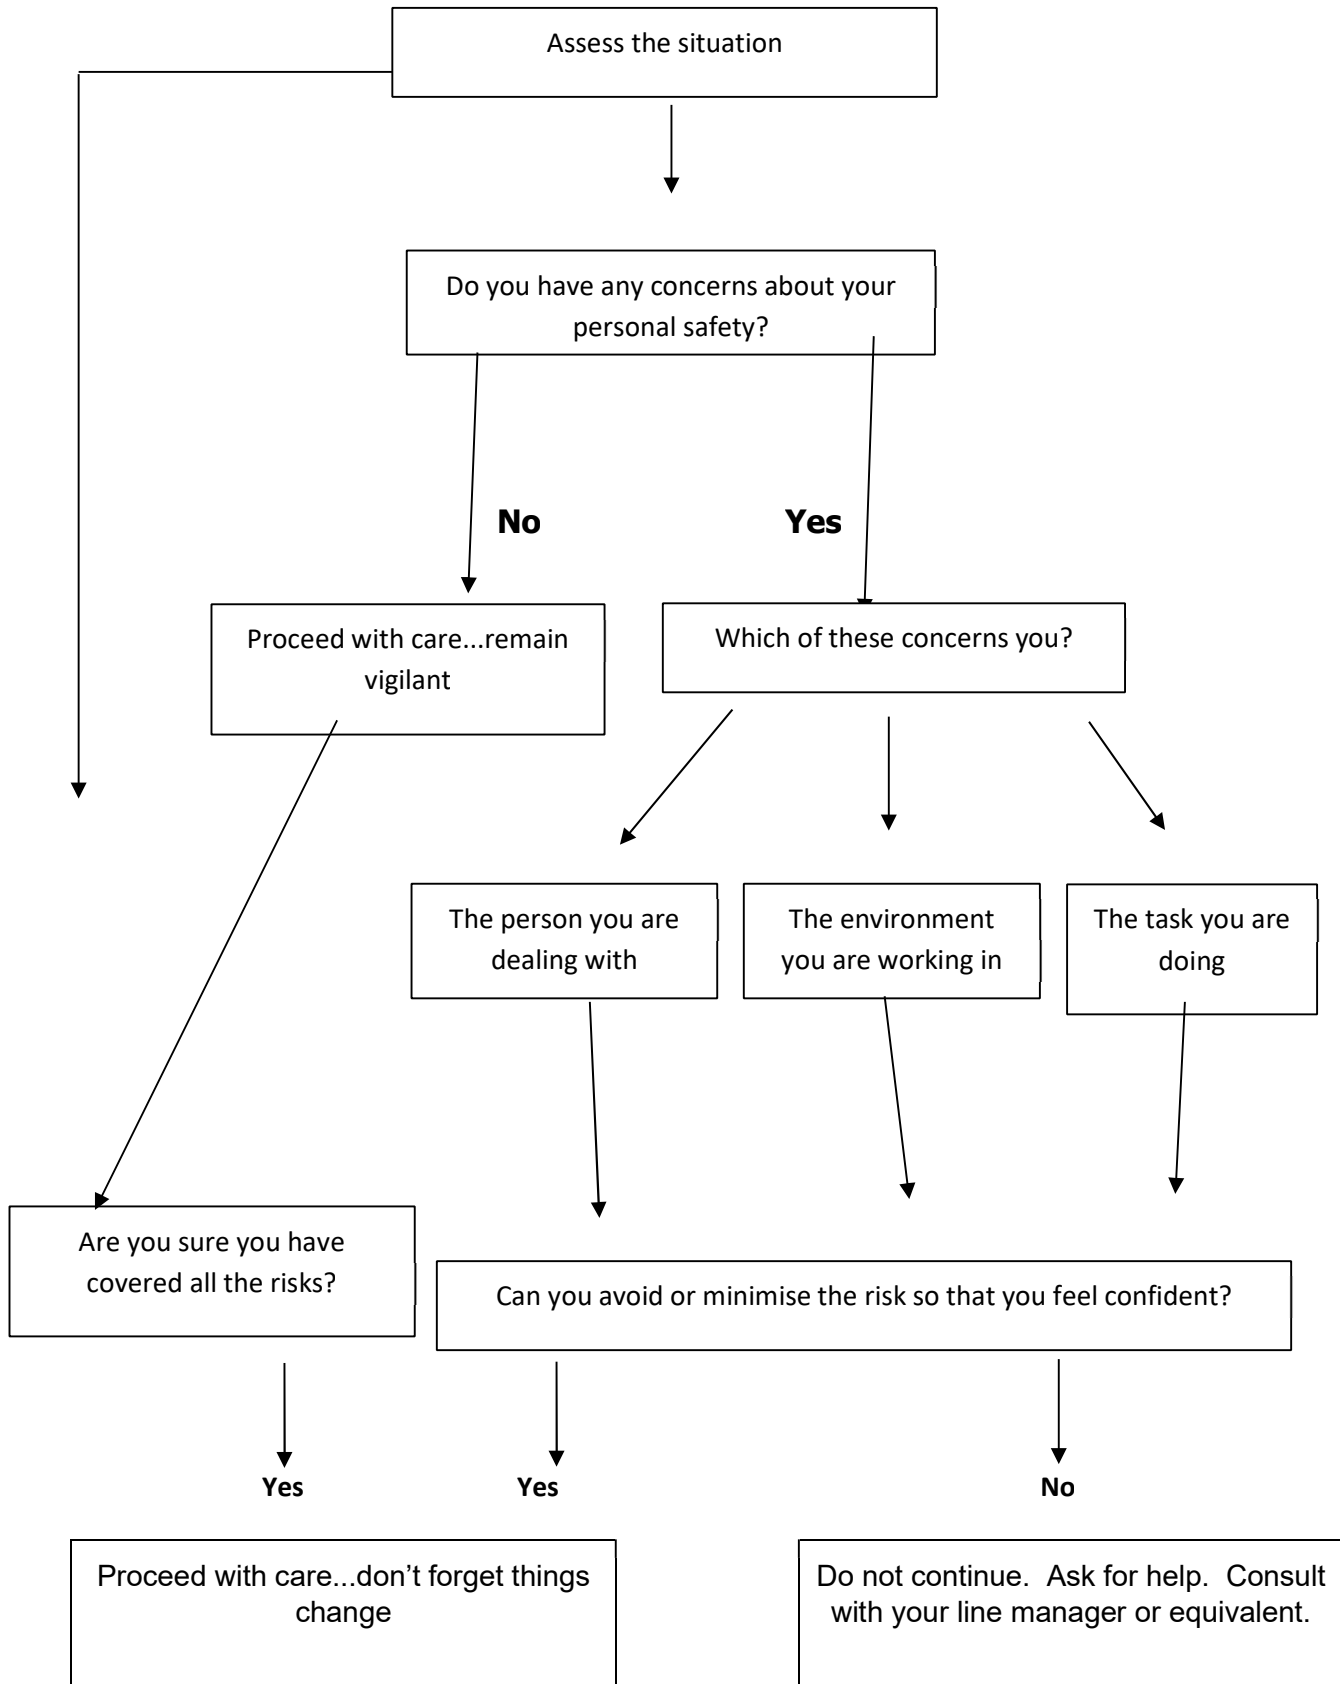 Assess the situation
Do you have any concerns about your
personal safety?
No
Yes
Proceed with care...remain
vigilant
Which of these concerns you?
The person you are
dealing with
The environment
you are working in
The task you are
doing
Are you sure you have
covered all the risks?
Can you avoid or minimise the risk so that you feel confident?
Yes
Yes
No
Proceed with care...don’t forget things
change
Do not continue.  Ask for help.  Consult
with your line manager or equivalent.